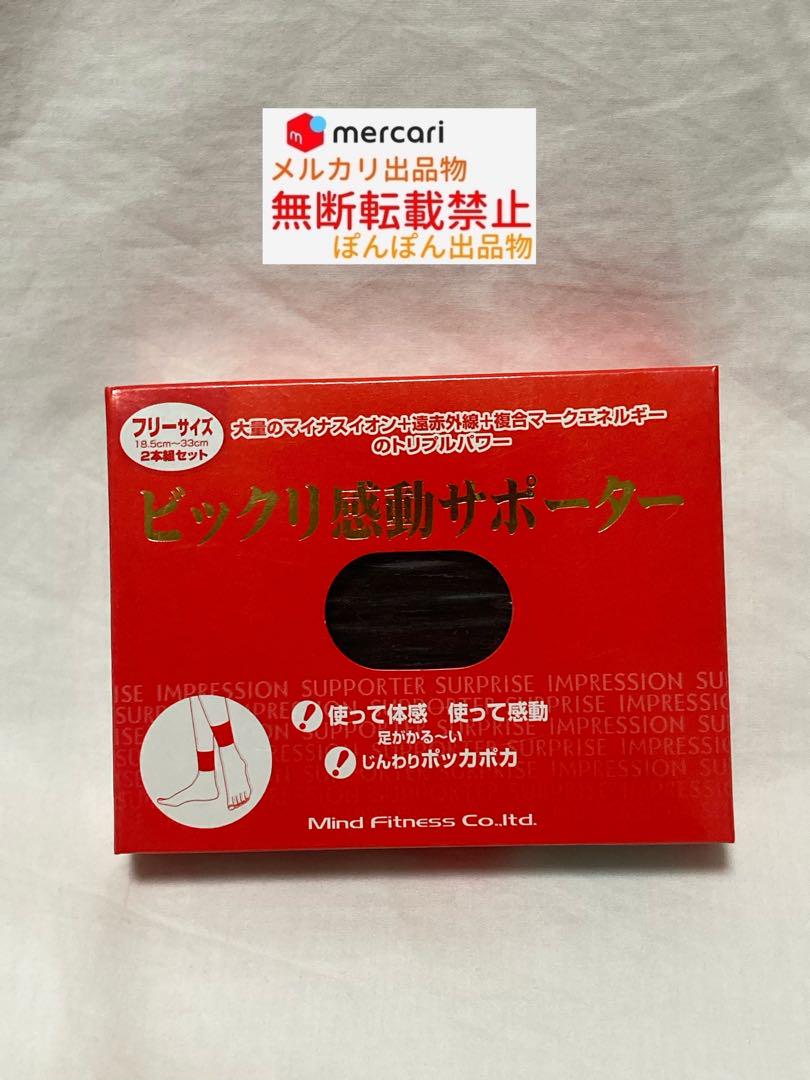 mercari
メルカリ出品物
無断転載禁止
ぽんぽん出品物
フリーサイズ
18.5cm〜33cm
2本組セット
大量のマイナスイオン+遠赤外線+複合マークエネルギー
のトリプルパワー
ビックリ感動サポーター
ISE IMPRESSION SUPPORTER SURPRISE IMPRESSION SU
! 使って体感 使って感動
足がかる〜い
! じんわりポッカポカ
Mind Fitness Co.,ltd.